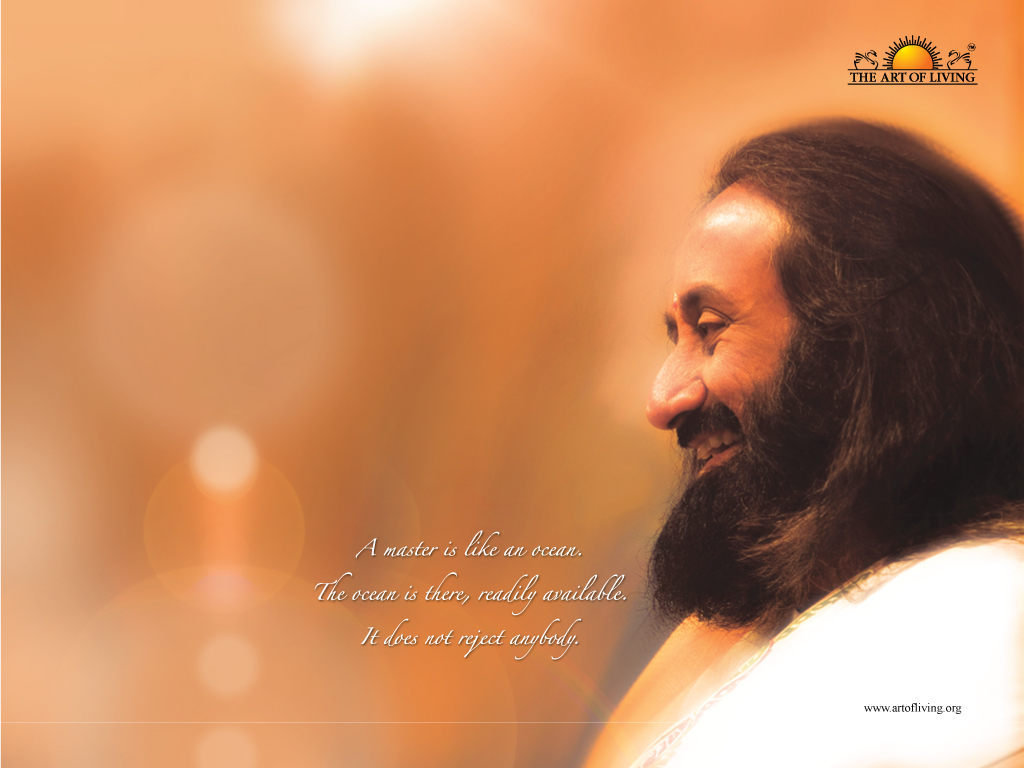 THE ART OF LIVING
A master is like an ocean.
The ocean is there, readily available.
It does not reject anybody.
www.artofliving.org